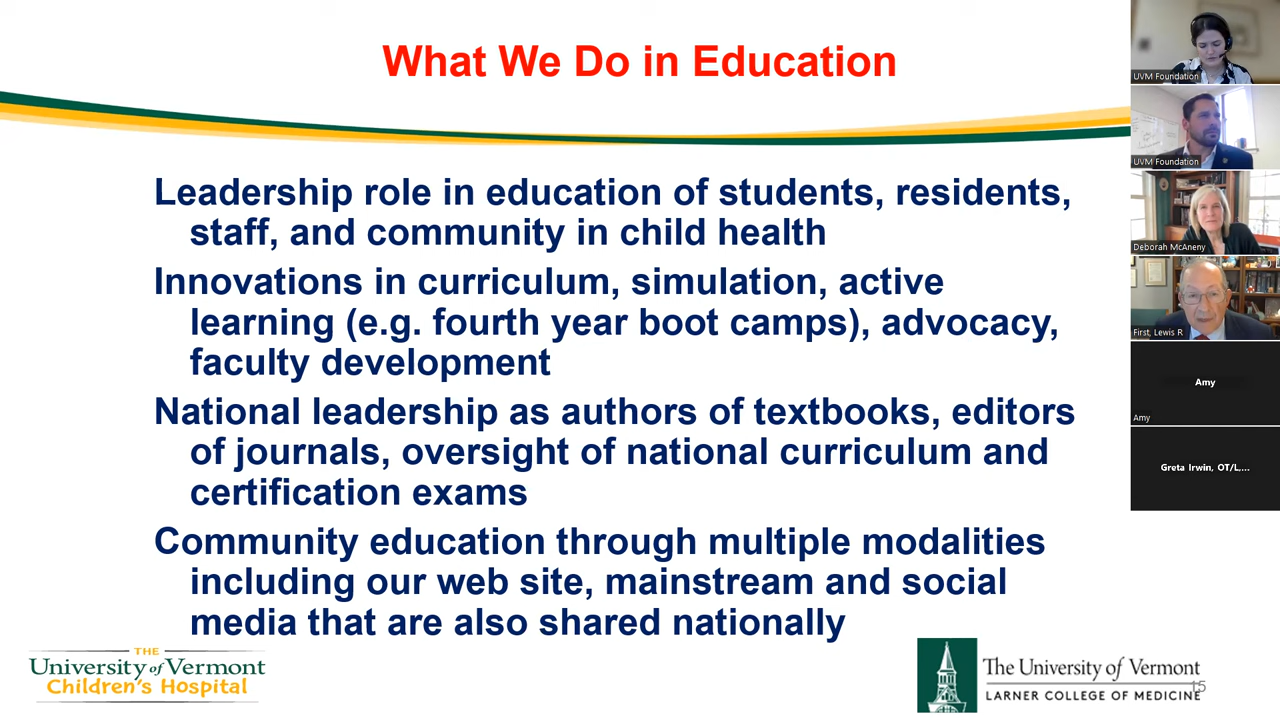 What We Do in Education
Leadership role in education of students, residents,
staff, and community in child health
Innovations in curriculum, simulation, active
learning (e.g. fourth year boot camps), advocacy,
faculty development
National leadership as authors of textbooks, editors
of journals, oversight of national curriculum and
certification exams
Community education through multiple modalities
including our web site, mainstream and social
media that are also shared nationally
THE
University of Vermont
Children's Hospital
The University of Vermont
LARNER COLLEGE OF MEDICINE
15
UVM Foundation
UVM Foundation
Deborah McAneny
First, Lewis R
Amy
Amy
Greta Irwin, OT/L,...